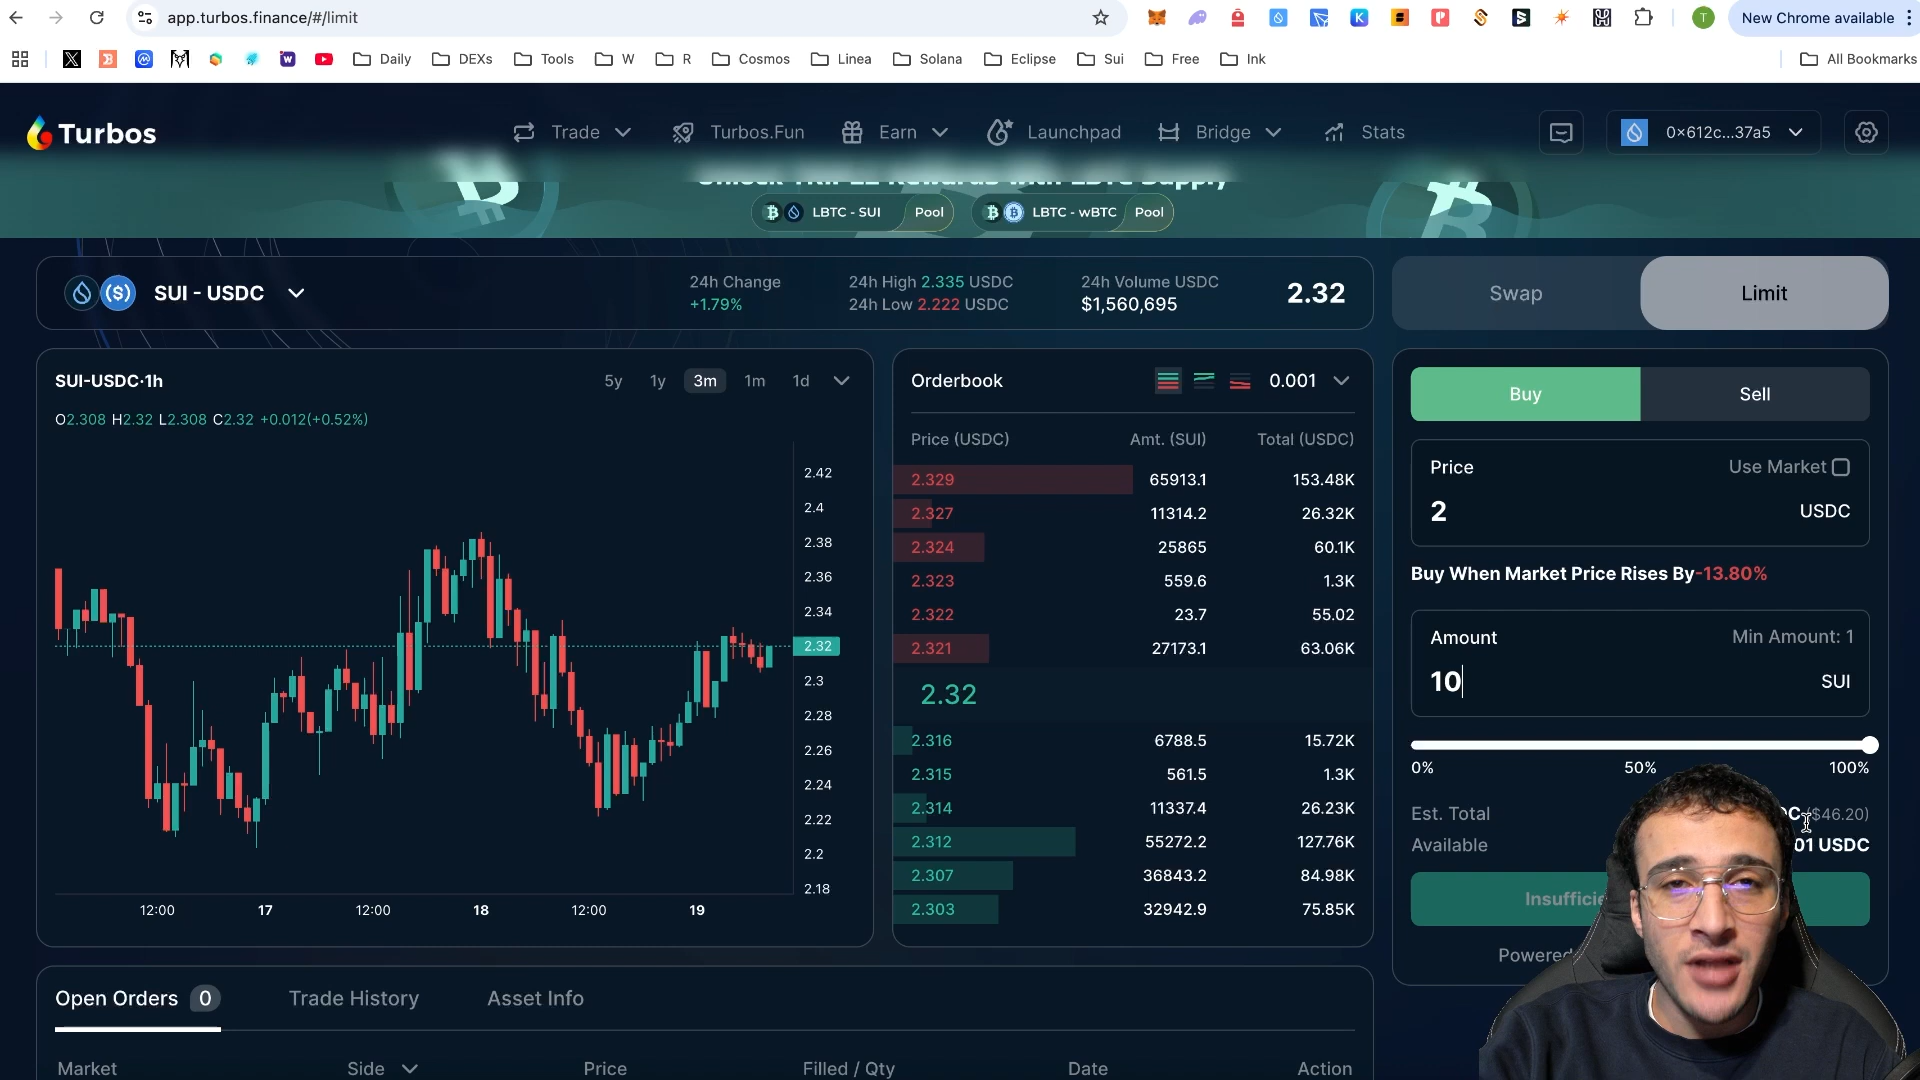 app.turbos.finance/#/limit
New Chrome available
Daily DEXs Tools W R Cosmos Linea Solana Eclipse Sui Free Ink All Bookmarks
Turbos Trade Turbos.Fun Earn Launchpad Bridge Stats 0×612c...37a5
LBTC - SUI Pool LBTC - wBTC Pool
SUI - USDC
24h Change
+1.79%
24h High 2.335 USDC
24h Low 2.222 USDC
24h Volume USDC
$1,560,695
2.32
Swap Limit
SUI-USDC·1h 5y 1y 3m 1m 1d
O2.308 H2.32 L2.308 C2.32 +0.012(+0.52%)
2.42
2.4
2.38
2.36
2.34
2.32
2.3
2.28
2.26
2.24
2.22
2.2
2.18
12:00 17 12:00 18 12:00 19
Orderbook 0.001
Price (USDC) Amt. (SUI) Total (USDC)
2.329 65913.1 153.48K
2.327 11314.2 26.32K
2.324 25865 60.1K
2.323 559.6 1.3K
2.322 23.7 55.02
2.321 27173.1 63.06K
2.32
2.316 6788.5 15.72K
2.315 561.5 1.3K
2.314 11337.4 26.23K
2.312 55272.2 127.76K
2.307 36843.2 84.98K
2.303 32942.9 75.85K
Buy Sell
Price Use Market
2 USDC
Buy When Market Price Rises By-13.80%
Amount Min Amount: 1
10 SUI
0% 50% 100%
Est. Total ($46.20)
Available 01 USDC
Open Orders 0 Trade History Asset Info
Market Side Price Filled / Qty Date Action